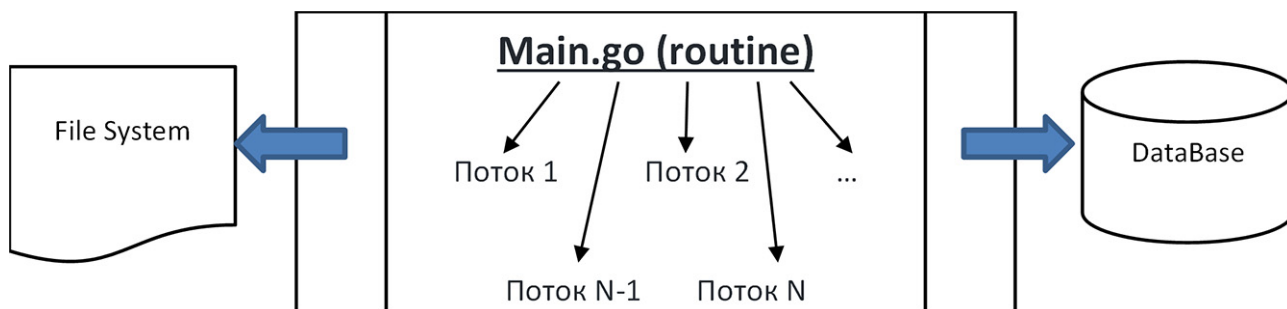 Main.go (routine)
File System
DataBase
Поток 1
Поток 2
...
Поток N-1
Поток N